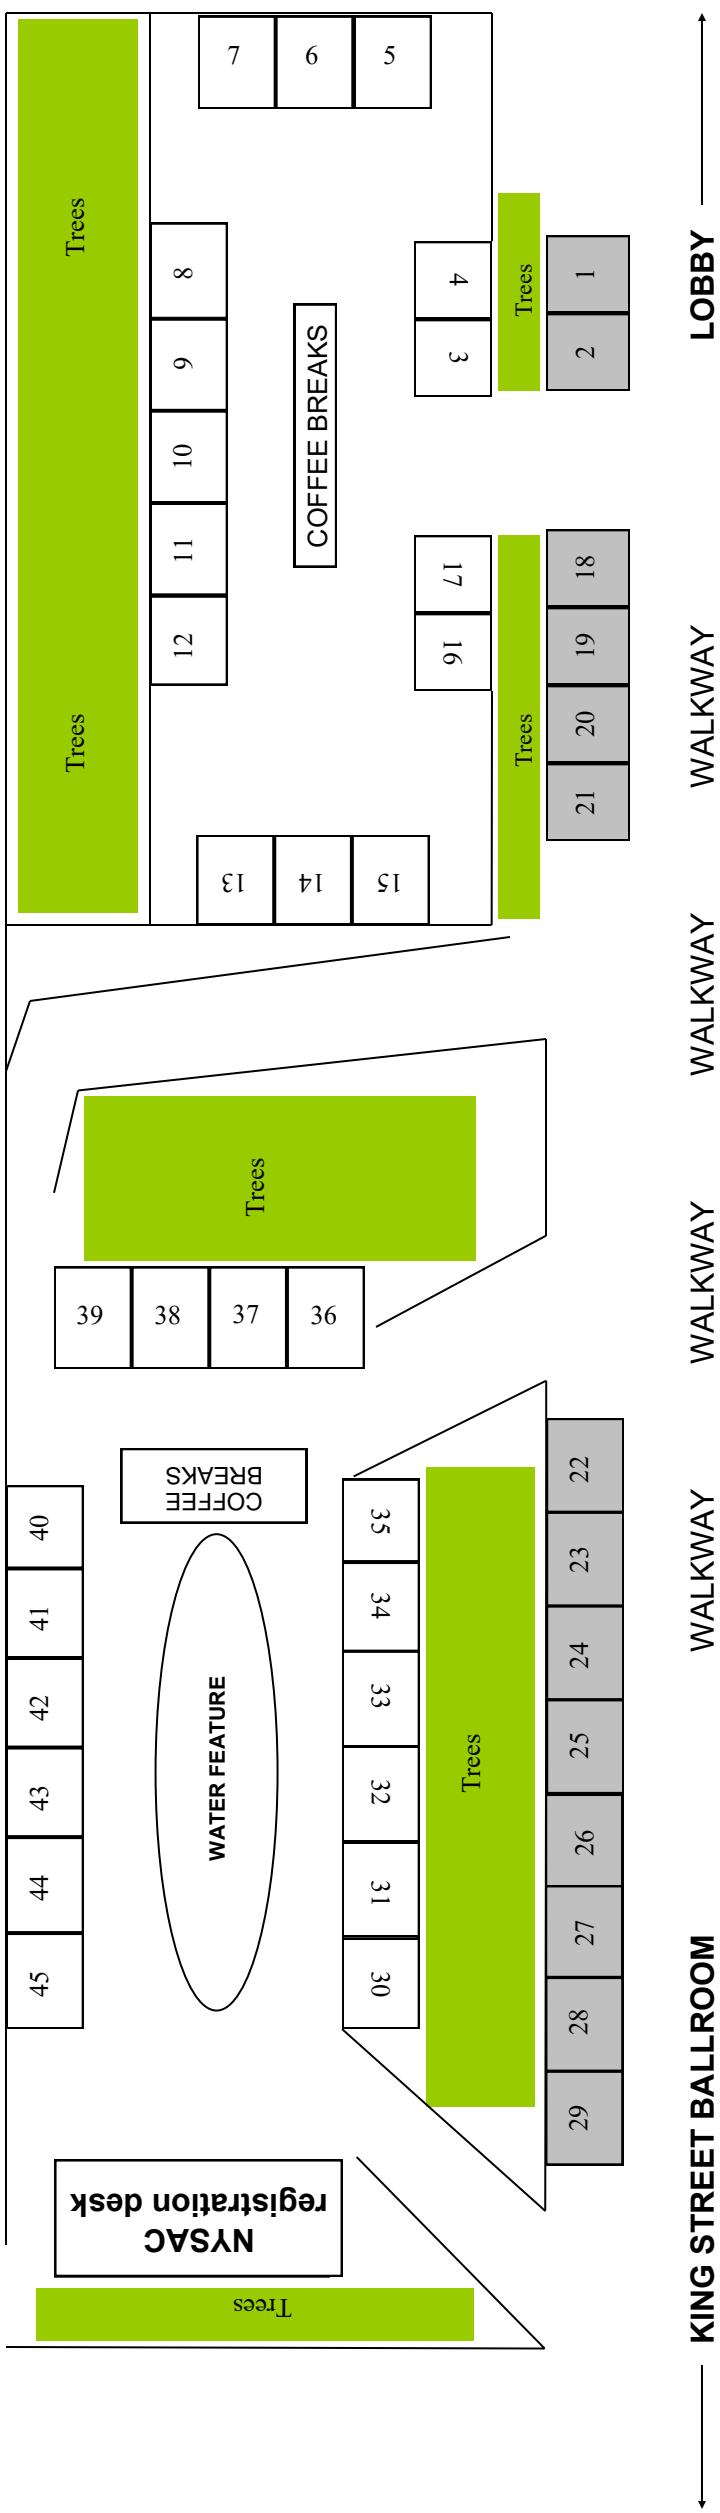 7
6
5
Trees
8
9
10
11
12
COFFEE BREAKS
4
3
Trees
1
2
LOBBY
17
16
18
19
20
21
Trees
Trees
WALKWAY
13
14
15
WALKWAY
Trees
39
38
37
36
WALKWAY
COFFEE
BREAKS
40
41
42
43
44
45
WATER FEATURE
35
34
33
32
31
30
Trees
22
23
24
25
26
27
28
29
WALKWAY
NYSAC
registration desk
Trees
KING STREET BALLROOM